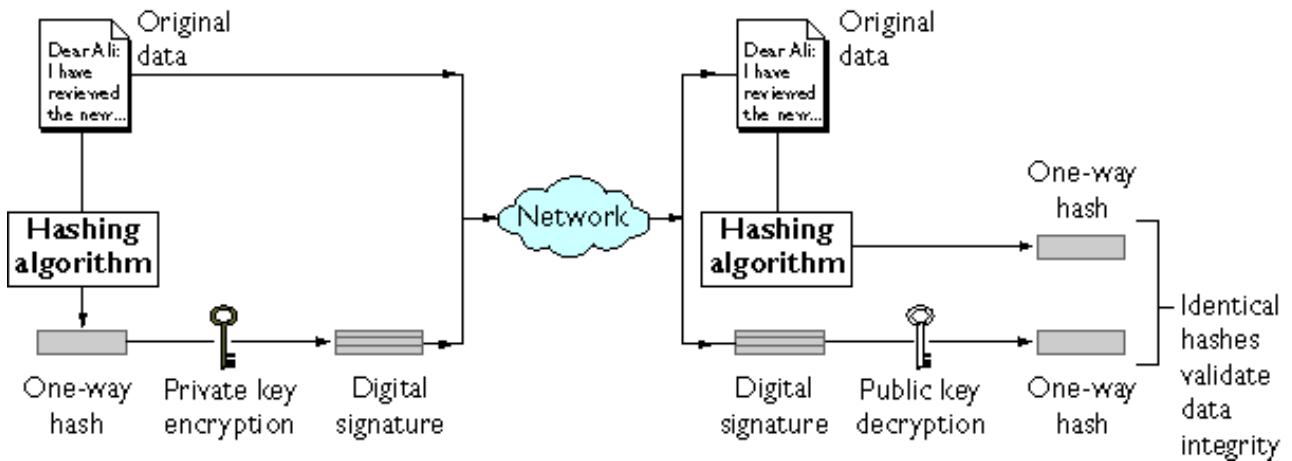 Original
data
Dear Ali:
I have
reviewed
the new...
Hashing
algorithm
One-way
hash
Private key
encryption
Digital
signature
Network
Original
data
Dear Ali:
I have
reviewed
the new...
Hashing
algorithm
One-way
hash
Digital
signature
Public key
decryption
One-way
hash
Identical
hashes
validate
data
integrity